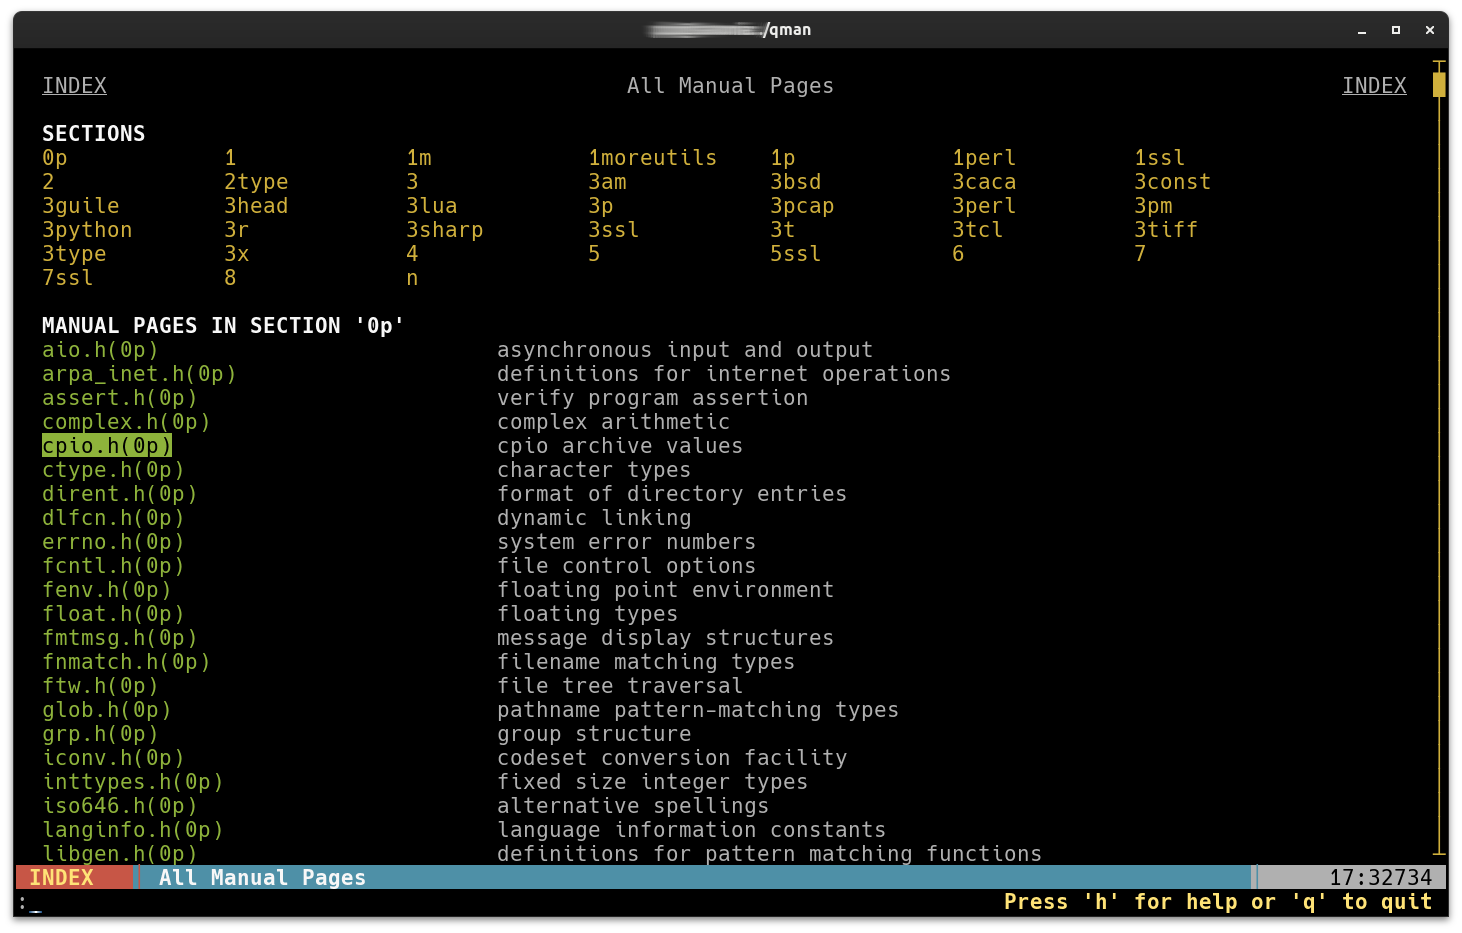 ./qman
INDEX All Manual Pages INDEX
SECTIONS
0p 1 1m 1moreutils 1p 1perl 1ssl
2 2type 3 3am 3bsd 3caca 3const
3guile 3head 3lua 3p 3pcap 3perl 3pm
3python 3r 3sharp 3ssl 3t 3tcl 3tiff
3type 3x 4 5 5ssl 6 7
7ssl 8 n
MANUAL PAGES IN SECTION '0p'
aio.h(0p) asynchronous input and output
arpa_inet.h(0p) definitions for internet operations
assert.h(0p) verify program assertion
complex.h(0p) complex arithmetic
cpio.h(0p) cpio archive values
ctype.h(0p) character types
dirent.h(0p) format of directory entries
dlfcn.h(0p) dynamic linking
errno.h(0p) system error numbers
fcntl.h(0p) file control options
fenv.h(0p) floating point environment
float.h(0p) floating types
fmtmsg.h(0p) message display structures
fnmatch.h(0p) filename matching types
ftw.h(0p) file tree traversal
glob.h(0p) pathname pattern-matching types
grp.h(0p) group structure
iconv.h(0p) codeset conversion facility
inttypes.h(0p) fixed size integer types
iso646.h(0p) alternative spellings
langinfo.h(0p) language information constants
libgen.h(0p) definitions for pattern matching functions
INDEX All Manual Pages 17:32734
:_ Press 'h' for help or 'q' to quit